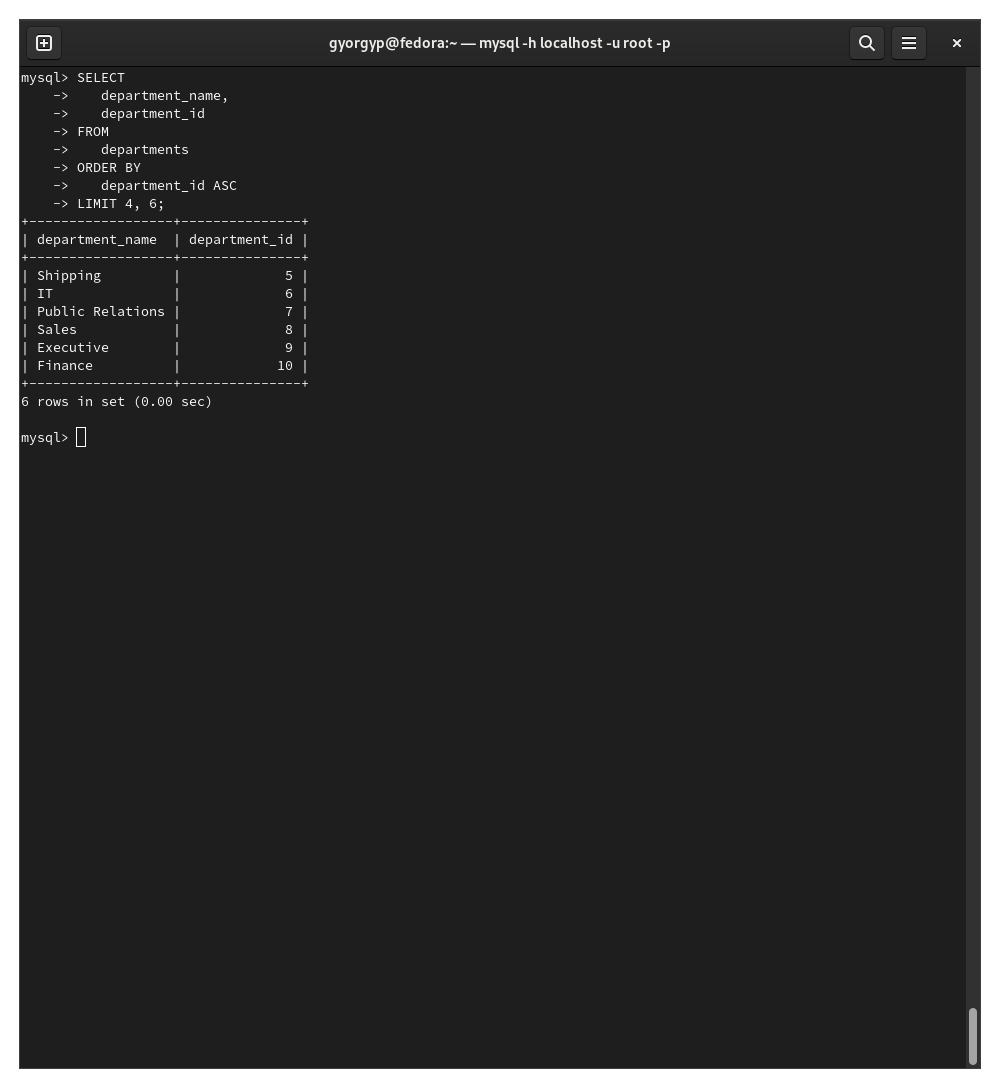 gyorgyp@fedora:~ — mysql -h localhost -u root -p
mysql> SELECT
    ->    department_name,
    ->    department_id
    -> FROM
    ->    departments
    -> ORDER BY
    ->    department_id ASC
    -> LIMIT 4, 6;
+------------------+---------------+
| department_name  | department_id |
+------------------+---------------+
| Shipping         |             5 |
| IT               |             6 |
| Public Relations |             7 |
| Sales            |             8 |
| Executive        |             9 |
| Finance          |            10 |
+------------------+---------------+
6 rows in set (0.00 sec)
mysql>